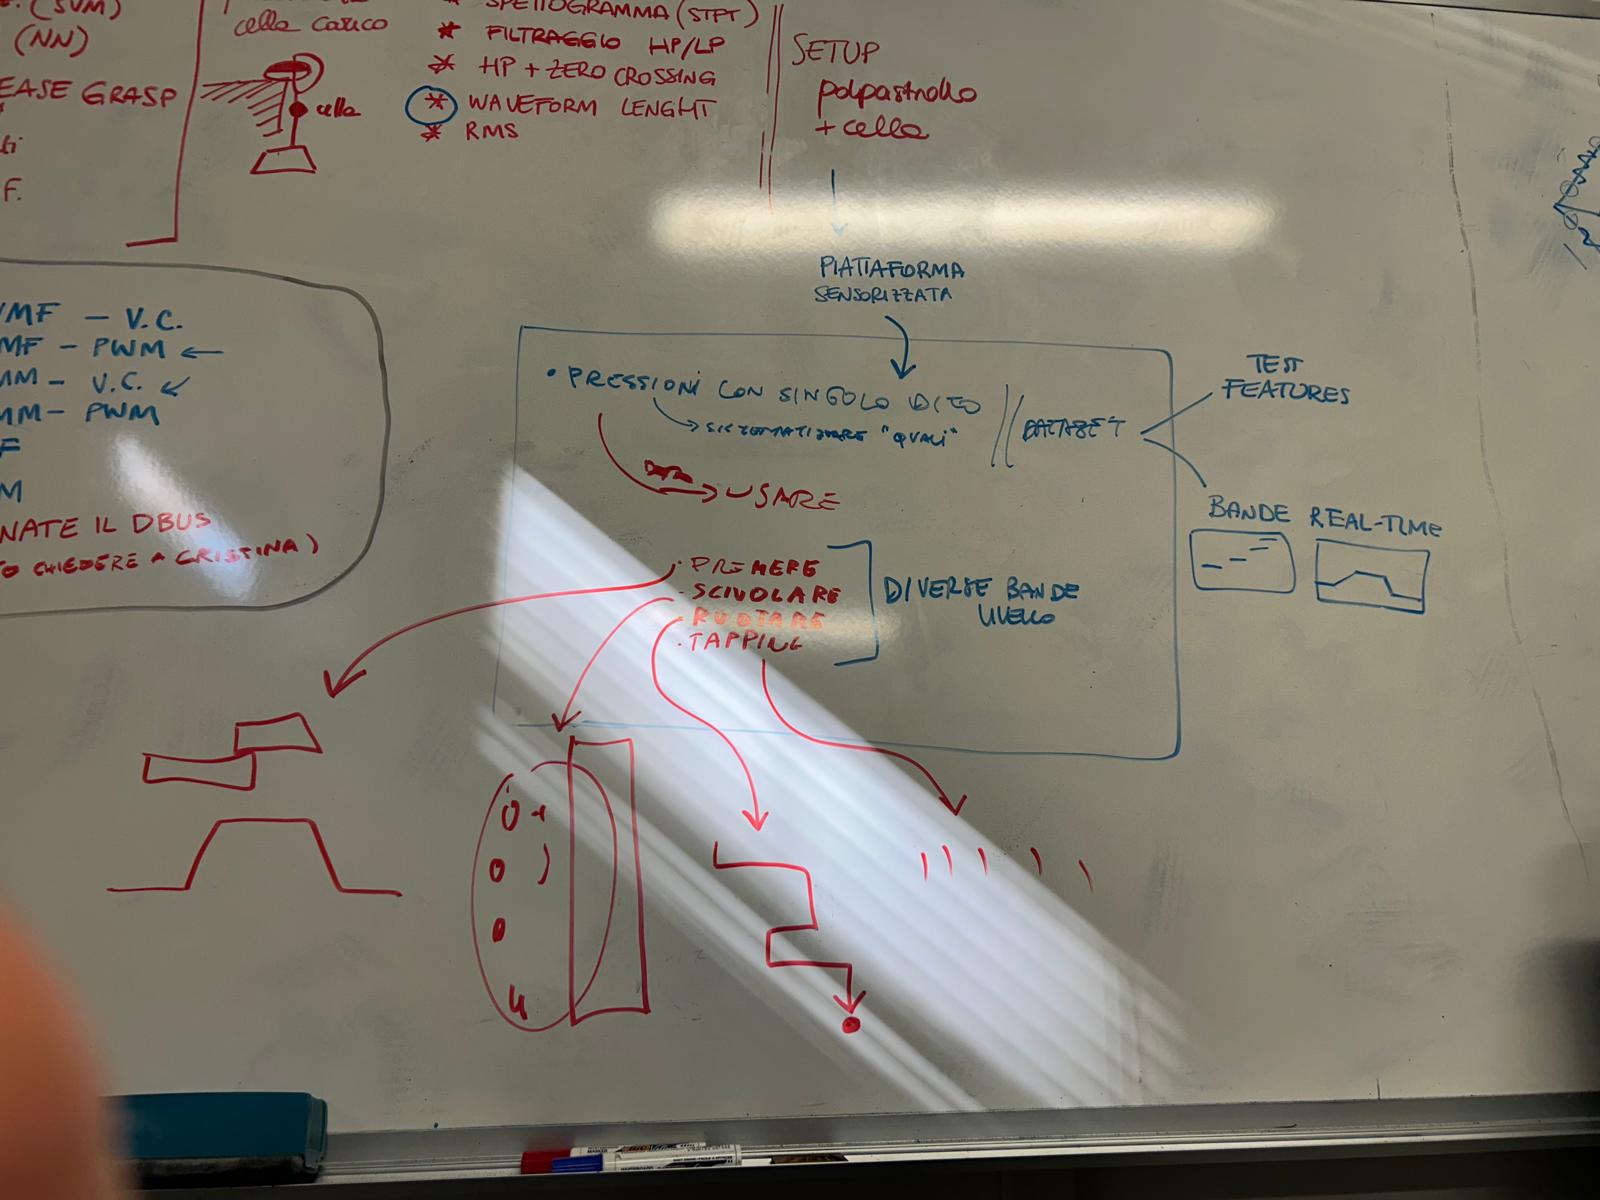 (SVM)
(NN)
EASE GRASP
F.
cella carico
cella
* SPETTOGRAMMA (STFT)
* FILTRAGGIO HP/LP
* HP + ZERO CROSSING
* WAVEFORM LENGHT
* RMS
SETUP
polpastrello
+ cella
PIATTAFORMA
SENSORIZZATA
MF - V.C.
MF - PWM ←
MM - V.C. ↙
MM - PWM
F
M
NATE IL DBUS
CHIEDERE A CRISTINA)
• PRESSIONI CON SINGOLO DITO // DATASET
→ SISTEMATIZZARE "QUALI"
→ USARE
· PREMERE
· SCIVOLARE
· RUOTARE
· TAPPING
DIVERSE BANDE
LIVELLO
TEST
FEATURES
BANDE REAL-TIME